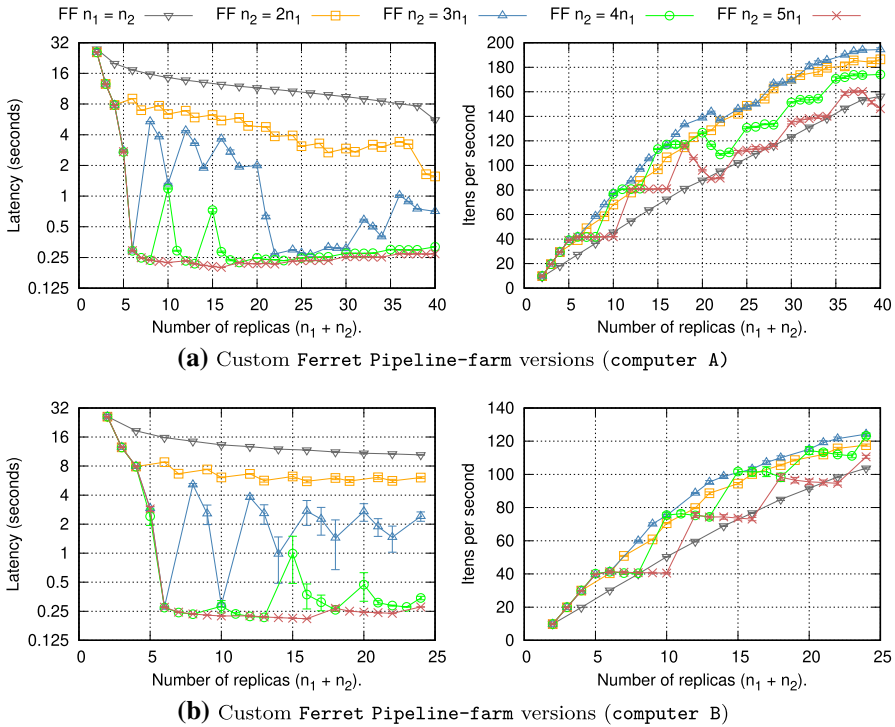 FF n₁ = n₂ FF n₂ = 2n₁ FF n₂ = 3n₁ FF n₂ = 4n₁ FF n₂ = 5n₁
Latency (seconds)
32
16
8
4
2
1
0.5
0.25
0.125
0 5 10 15 20 25 30 35 40
Number of replicas (n₁ + n₂).
Itens per second
200
180
160
140
120
100
80
60
40
20
0
0 5 10 15 20 25 30 35 40
Number of replicas (n₁ + n₂).
(a) Custom Ferret Pipeline-farm versions (computer A)
Latency (seconds)
32
16
8
4
2
1
0.5
0.25
0.125
0 5 10 15 20 25
Number of replicas (n₁ + n₂).
Itens per second
140
120
100
80
60
40
20
0
0 5 10 15 20 25
Number of replicas (n₁ + n₂).
(b) Custom Ferret Pipeline-farm versions (computer B)